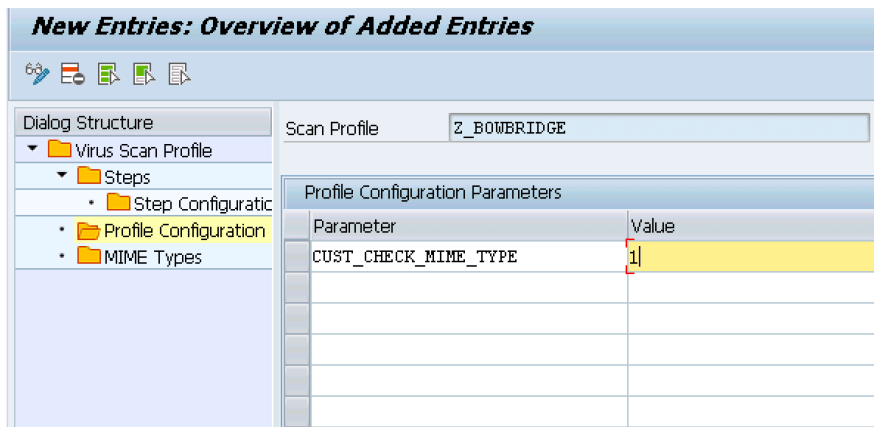 New Entries: Overview of Added Entries
Dialog Structure
Virus Scan Profile
Steps
Step Configuratic
Profile Configuration
MIME Types
Scan Profile Z_BOWBRIDGE
Profile Configuration Parameters
Parameter Value
CUST_CHECK_MIME_TYPE 1